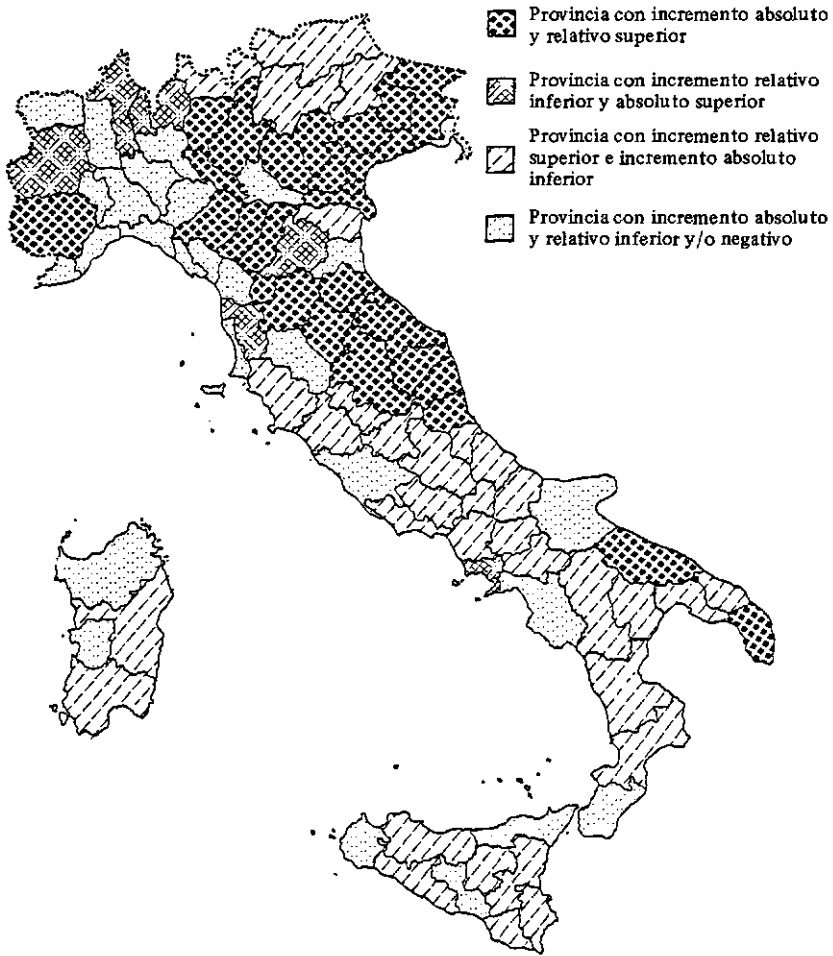 Provincia con incremento absoluto
y relativo superior
Provincia con incremento relativo
inferior y absoluto superior
Provincia con incremento relativo
superior e incremento absoluto
inferior
Provincia con incremento absoluto
y relativo inferior y/o negativo